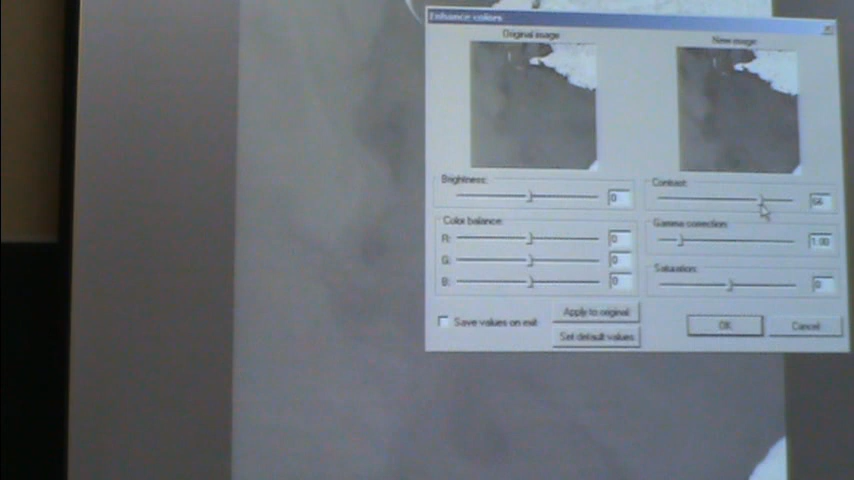 Enhance colors
Original image
New image
Brightness:
0
Contrast:
66
Color balance:
R:
0
G:
0
B:
0
Gamma correction:
1.00
Saturation:
0
Save values on exit
Apply to original
Set default values
OK
Cancel